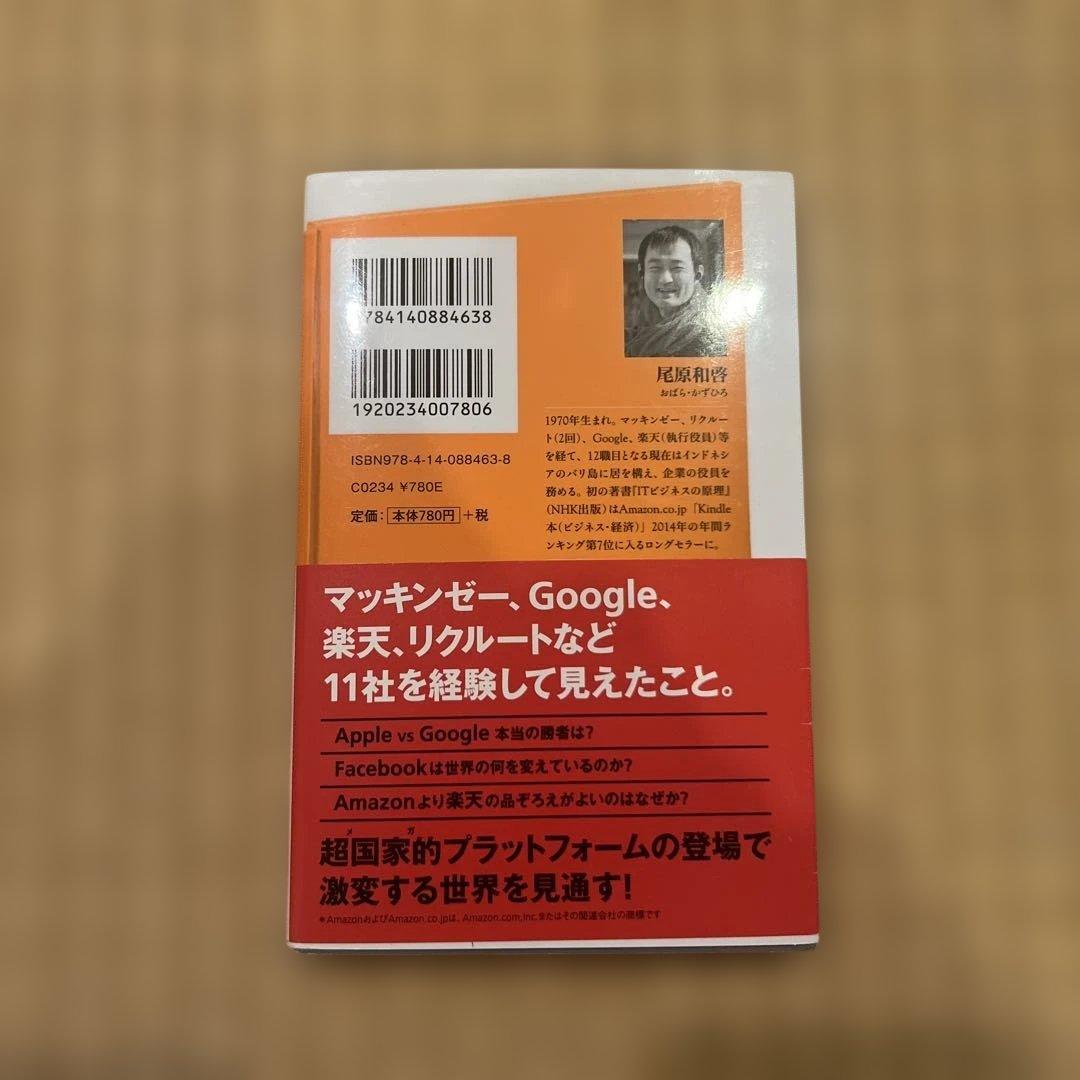 784140884638
1920234007806
ISBN978-4-14-088463-8
C0234 ¥780E
定価：本体780円+税
尾原和啓
おばら・かずひろ
1970年生まれ。マッキンゼー、リクルー
ト(2回)、Google、楽天(執行役員)等
を経て、12職目となる現在はインドネシ
アのバリ島に居を構え、企業の役員を
務める。初の著書『ITビジネスの原理』
(NHK出版)はAmazon.co.jp「Kindle
本(ビジネス・経済)」2014年の年間ラ
ンキング第7位に入るロングセラーに。
マッキンゼー、Google、
楽天、リクルートなど
11社を経験して見えたこと。
Apple vs Google 本当の勝者は?
Facebookは世界の何を変えているのか?
Amazonより楽天の品ぞろえがよいのはなぜか?
メガ
超国家的プラットフォームの登場で
激変する世界を見通す!
*AmazonおよびAmazon.co.jpは、Amazon.com,Inc.またはその関連会社の商標です